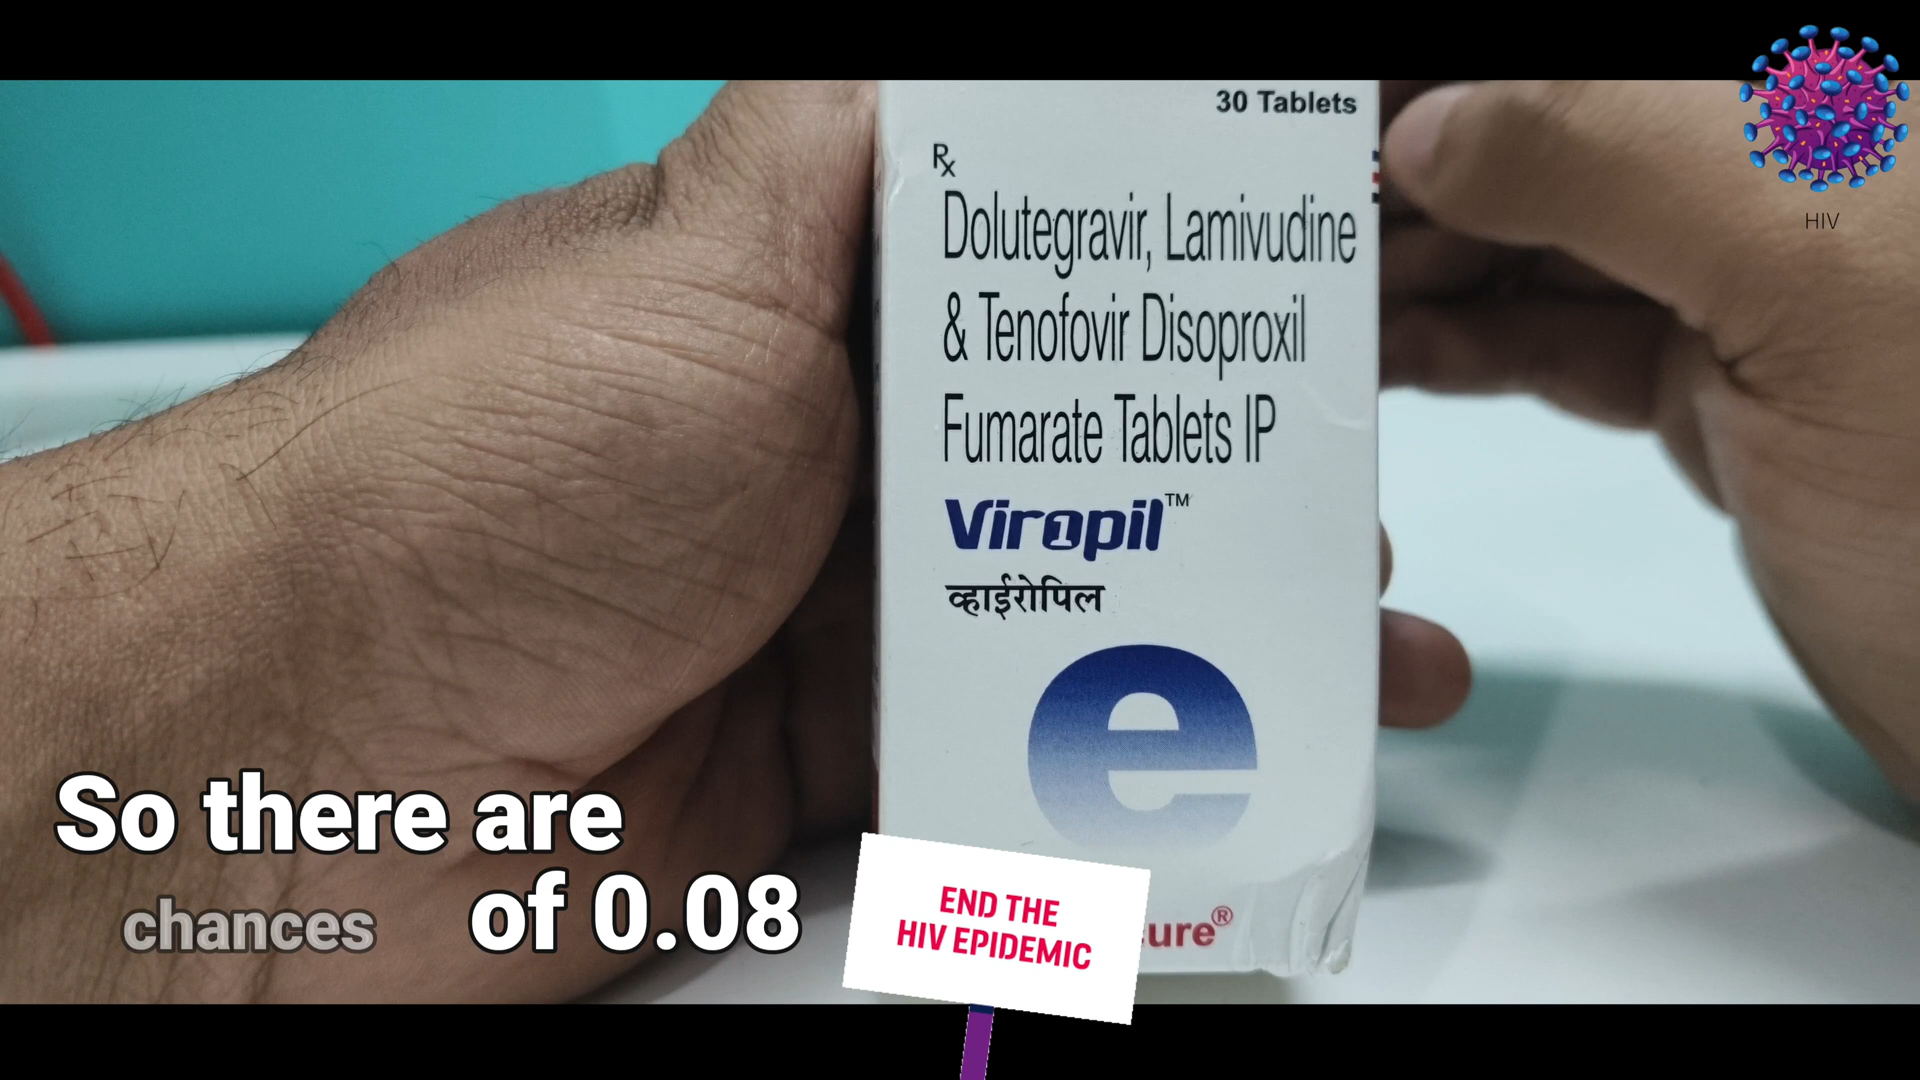 30 Tablets
Rx
Dolutegravir, Lamivudine
& Tenofovir Disoproxil
Fumarate Tablets IP
Viropil™
व्हाईरोपिल
e
ure®
HIV
So there are
chances of 0.08
END THE
HIV EPIDEMIC